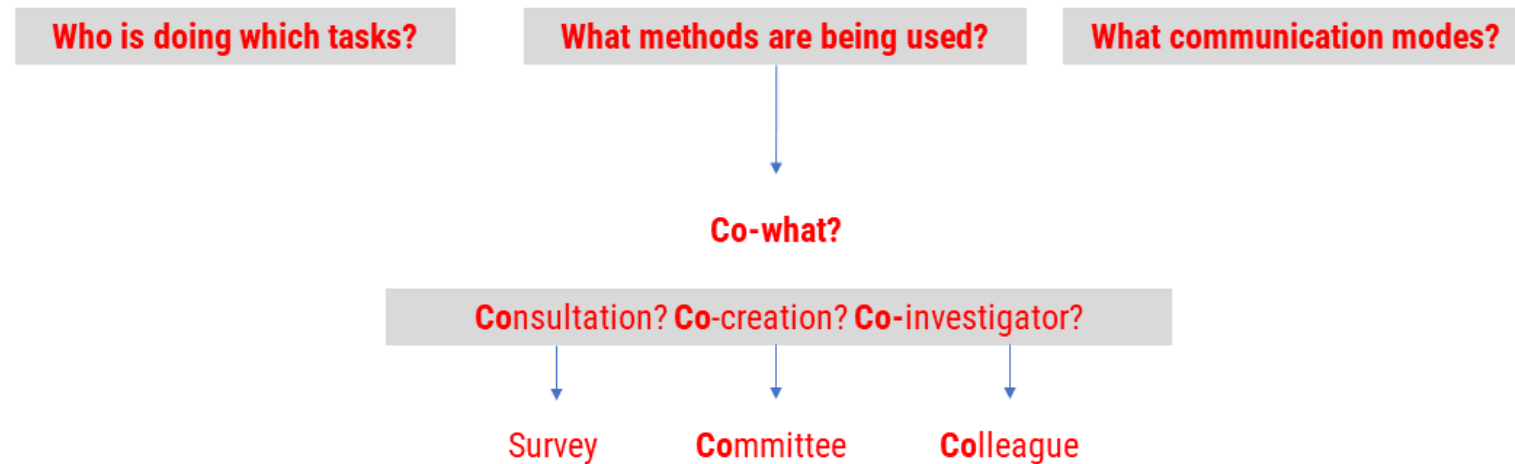 Who is doing which tasks? What methods are being used? What communication modes?
Co-what?
Consultation? Co-creation? Co-investigator?
Survey Committee Colleague